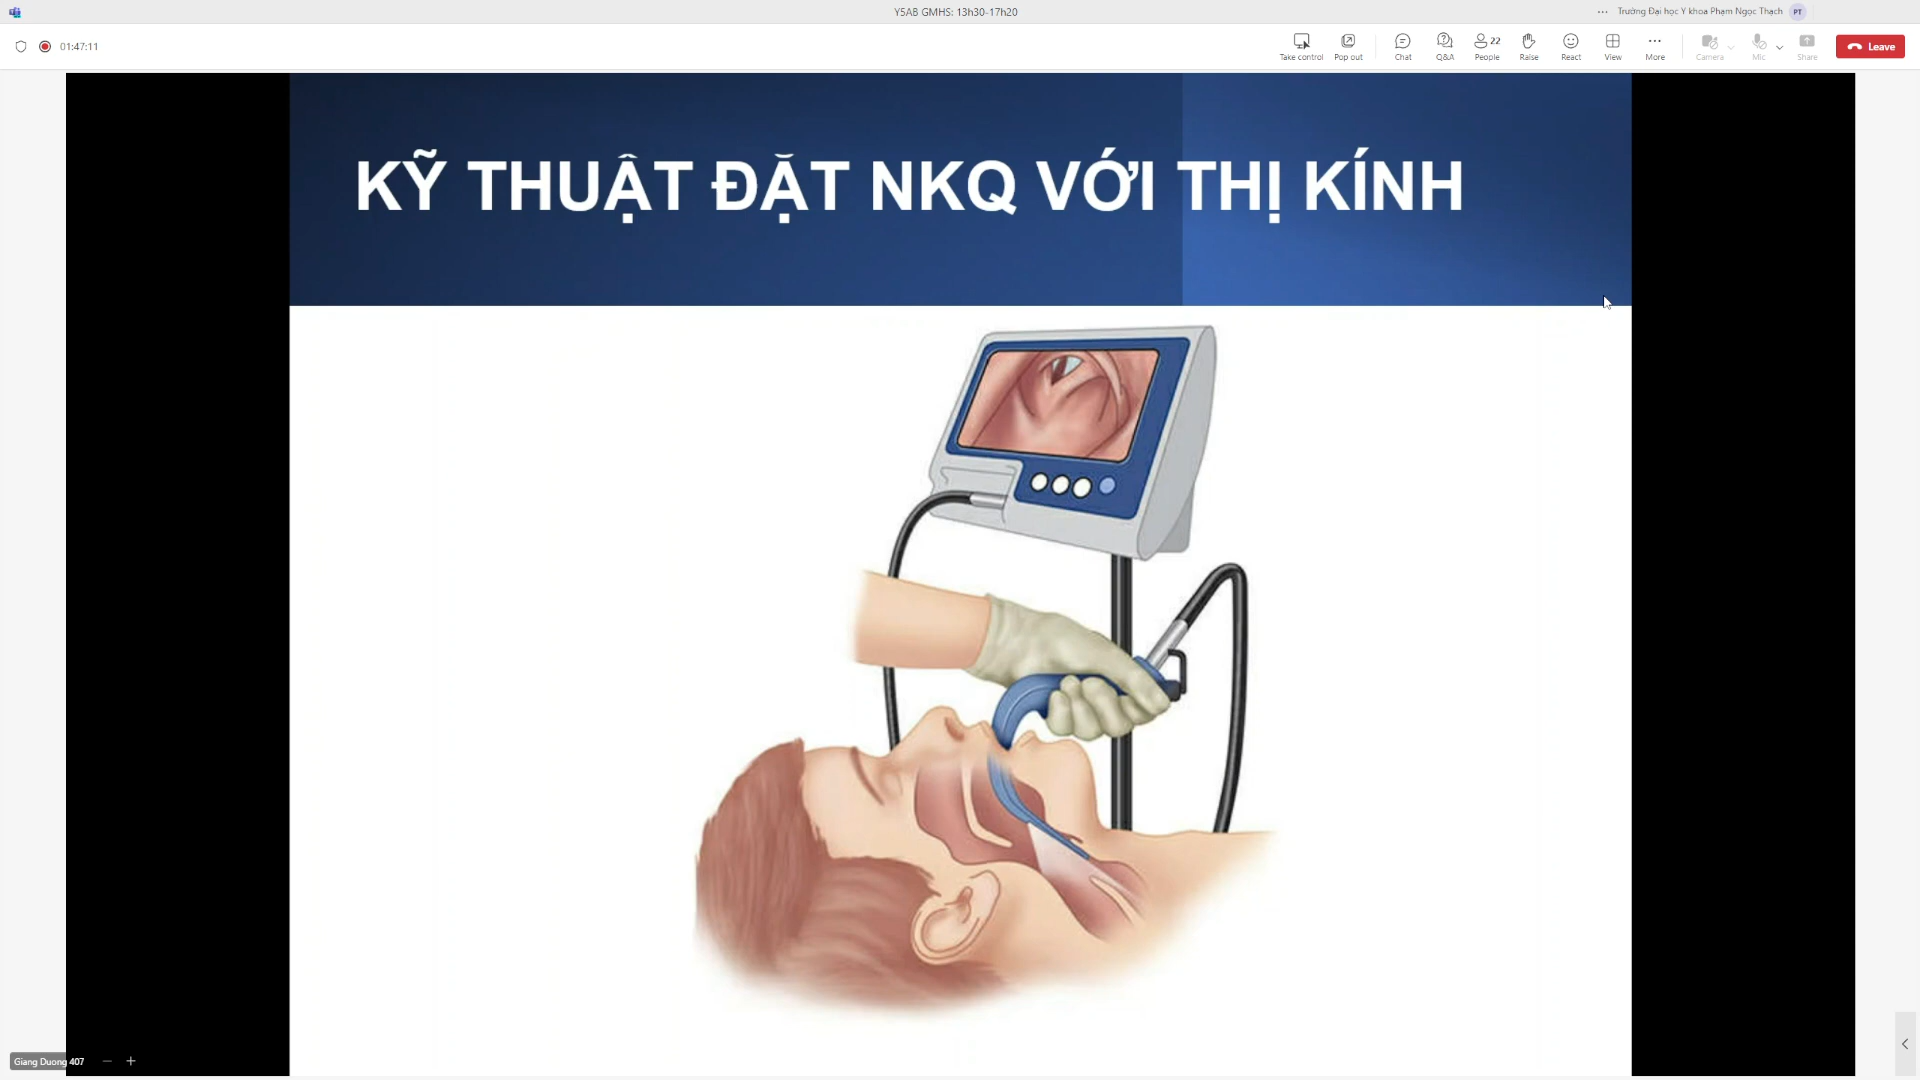 Y5AB GMHS: 13h30-17h20
Trường Đại học Y khoa Phạm Ngọc Thạch
PT
01:47:11
Take control
Pop out
Chat
Q&A
22
People
Raise
React
View
More
Camera
Mic
Share
Leave
KỸ THUẬT ĐẶT NKQ VỚI THỊ KÍNH
Giang Duong 407